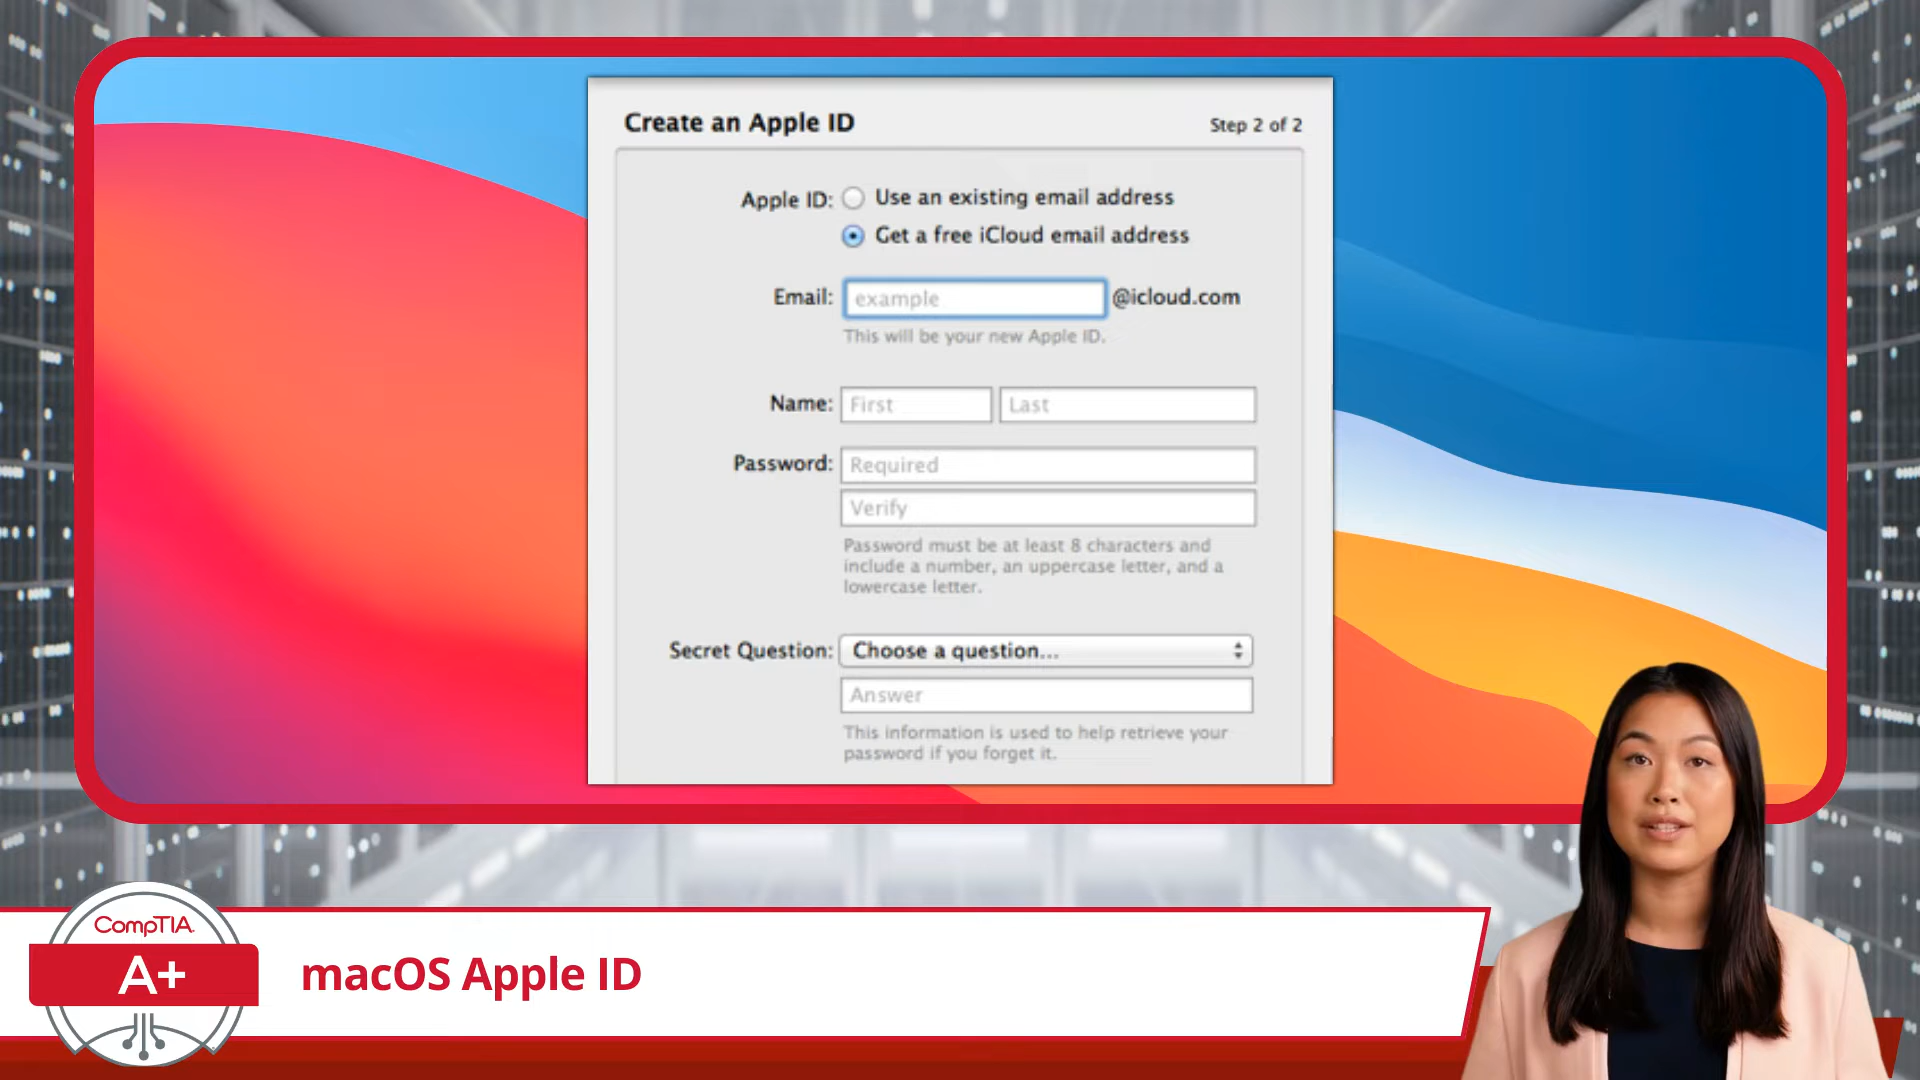 Create an Apple ID
Step 2 of 2
Apple ID: Use an existing email address
Get a free iCloud email address
Email: example @icloud.com
This will be your new Apple ID.
Name: First Last
Password: Required
Verify
Password must be at least 8 characters and
include a number, an uppercase letter, and a
lowercase letter.
Secret Question: Choose a question...
Answer
This information is used to help retrieve your
password if you forget it.
CompTIA
A+
macOS Apple ID